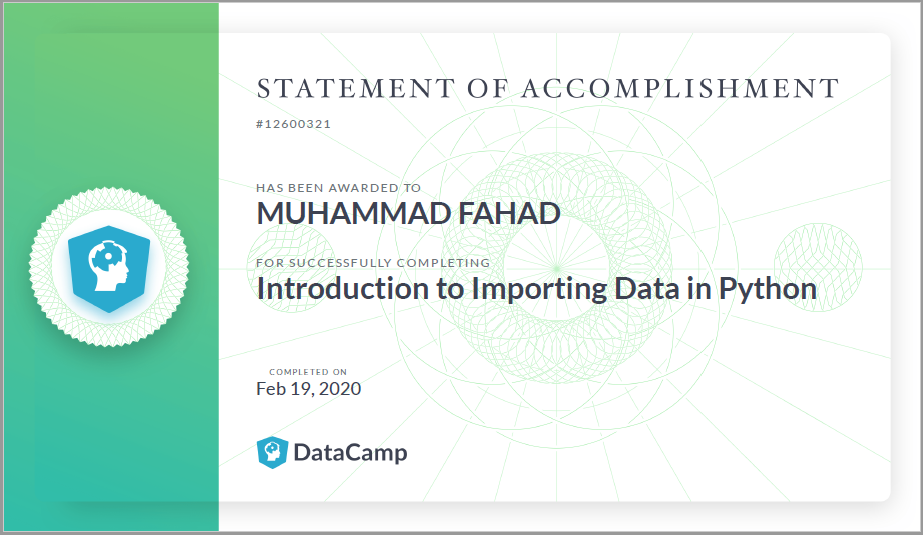 STATEMENT OF ACCOMPLISHMENT
#12600321
HAS BEEN AWARDED TO
MUHAMMAD FAHAD
FOR SUCCESSFULLY COMPLETING
Introduction to Importing Data in Python
COMPLETED ON
Feb 19, 2020
DataCamp